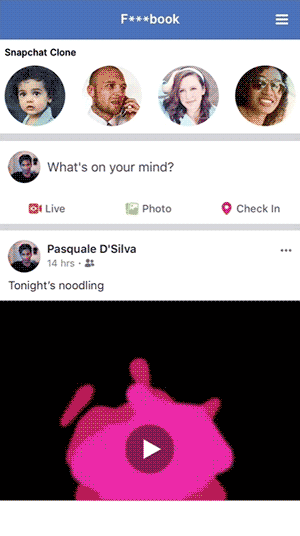 F***book
Snapchat Clone
What's on your mind?
Live Photo Check In
Pasquale D'Silva
14 hrs ·
Tonight's noodling